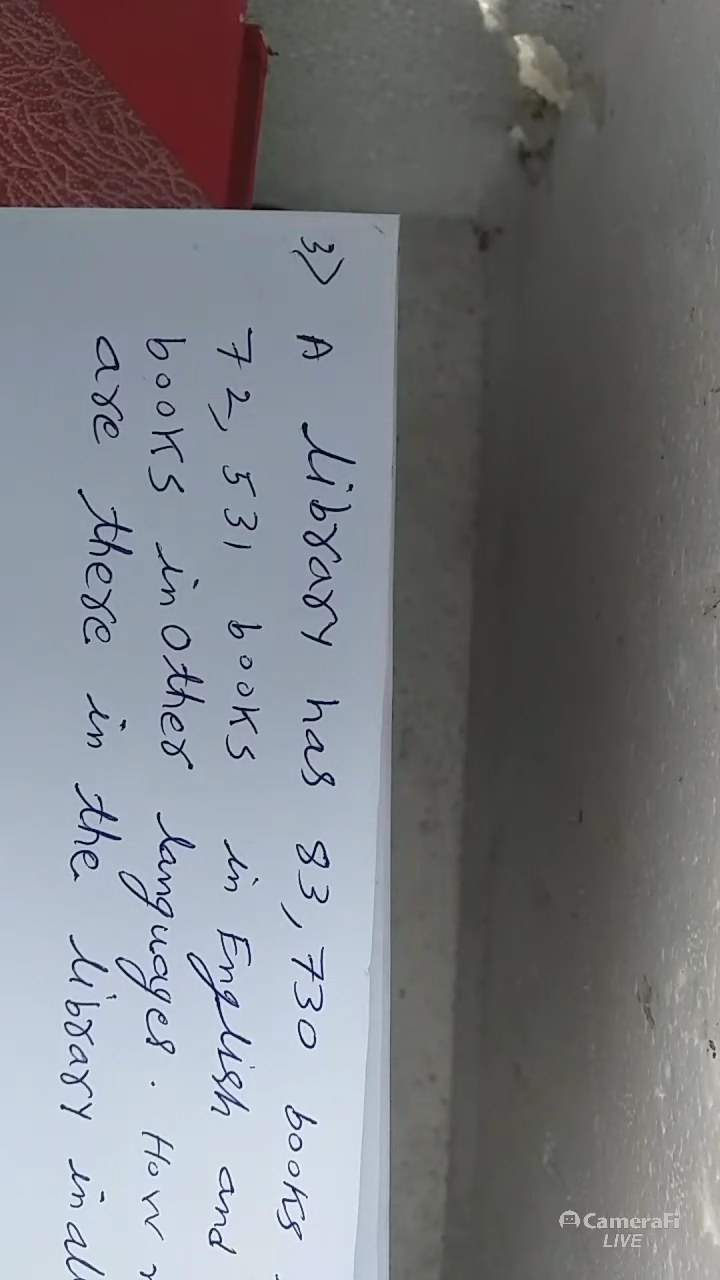 3) A library has 83,730 books
72,531 books in English and
books in other languages. How
are there in the library in
CameraFi
LIVE